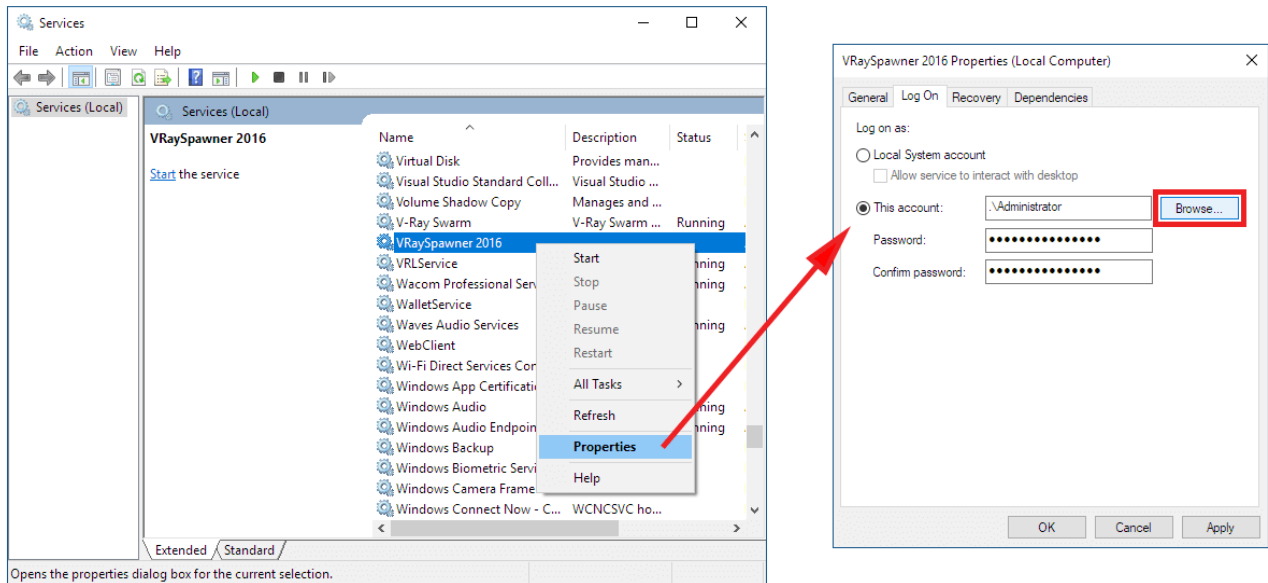 Services
File Action View Help
Services (Local)
Services (Local)
VRaySpawner 2016
Start the service
Name Description Status
Virtual Disk Provides man...
Visual Studio Standard Coll... Visual Studio ...
Volume Shadow Copy Manages and ...
V-Ray Swarm V-Ray Swarm ... Running
VRaySpawner 2016
VRLService nning
Wacom Professional Serv nning
WalletService
Waves Audio Services nning
WebClient
Wi-Fi Direct Services Con
Windows App Certificati
Windows Audio ning
Windows Audio Endpoin nning
Windows Backup
Windows Biometric Servi
Windows Camera Frame
Windows Connect Now - C... WCNCSVC ho...
Extended Standard
Opens the properties dialog box for the current selection.
Start
Stop
Pause
Resume
Restart
All Tasks
Refresh
Properties
Help
VRaySpawner 2016 Properties (Local Computer)
General Log On Recovery Dependencies
Log on as:
Local System account
Allow service to interact with desktop
This account: .\Administrator Browse...
Password: •••••••••••••••
Confirm password: •••••••••••••••
OK Cancel Apply